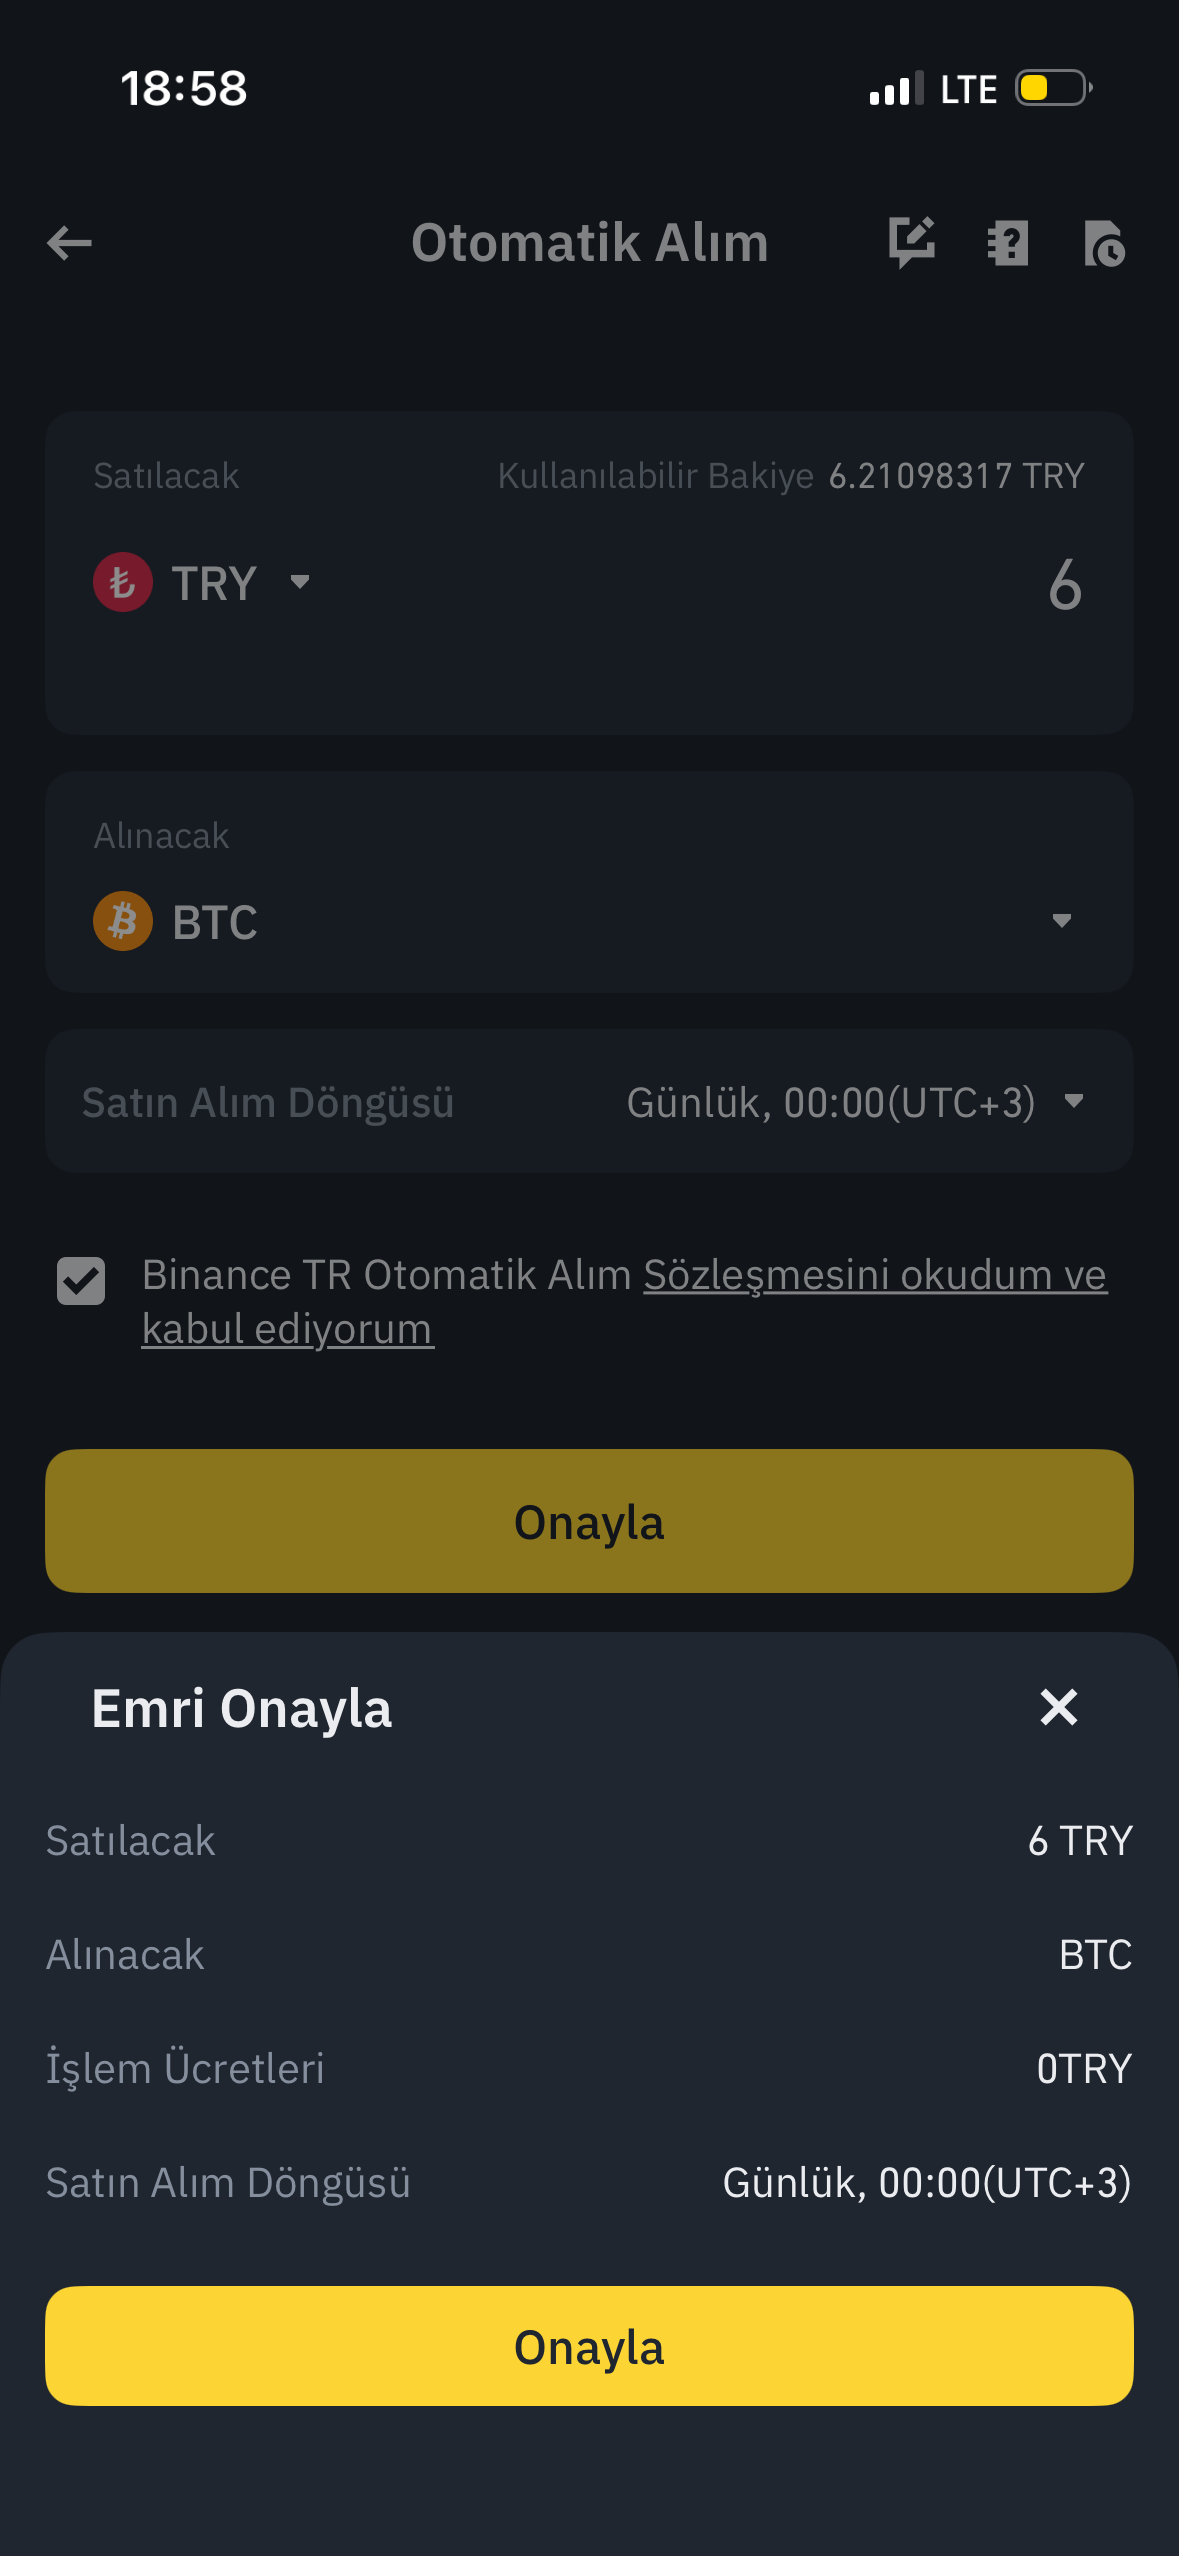 18:58 LTE
Otomatik Alım
Satılacak Kullanılabilir Bakiye 6.21098317 TRY
TRY 6
Alınacak
BTC
Satın Alım Döngüsü Günlük, 00:00(UTC+3)
Binance TR Otomatik Alım Sözleşmesini okudum ve
kabul ediyorum
Onayla
Emri Onayla
Satılacak 6 TRY
Alınacak BTC
İşlem Ücretleri 0TRY
Satın Alım Döngüsü Günlük, 00:00(UTC+3)
Onayla